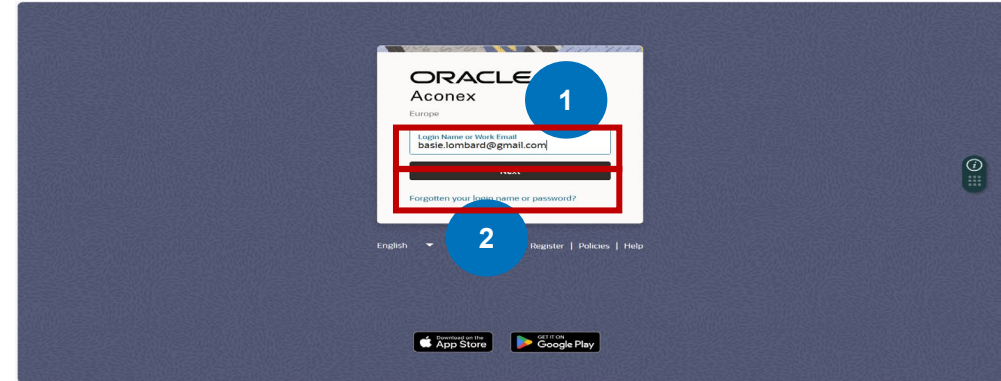 ORACLE
Aconex
1
Europe
Login Name or Work Email
basie.lombard@gmail.com
Next
Forgotten your login name or password?
2
English
Register | Policies | Help
Download on the
App Store
GET IT ON
Google Play